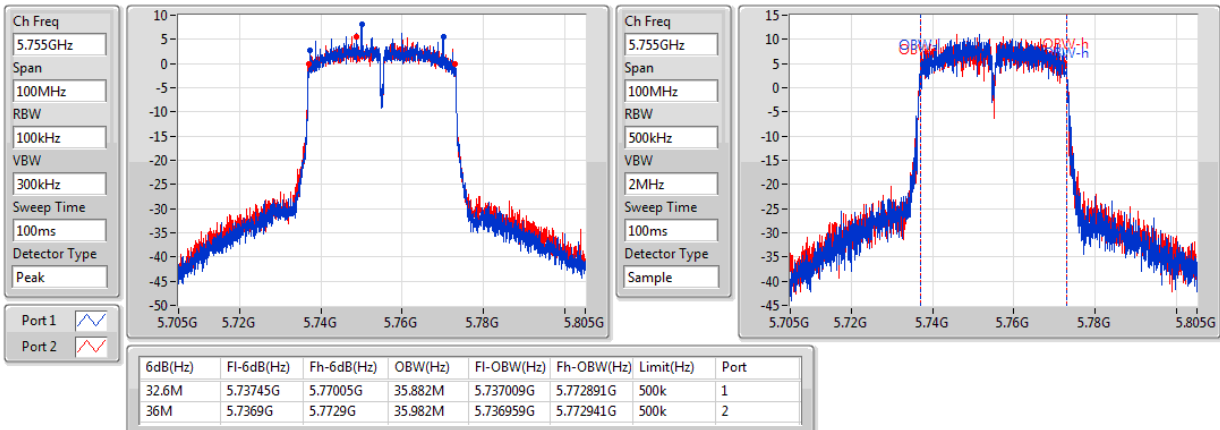 Ch Freq
5.755GHz
Span
100MHz
RBW
100kHz
VBW
300kHz
Sweep Time
100ms
Detector Type
Peak
Port 1
Port 2
10
5
0
-5
-10
-15
-20
-25
-30
-35
-40
-45
-50
5.705G 5.72G 5.74G 5.76G 5.78G 5.805G
Ch Freq
5.755GHz
Span
100MHz
RBW
500kHz
VBW
2MHz
Sweep Time
100ms
Detector Type
Sample
15
10
5
0
-5
-10
-15
-20
-25
-30
-35
-40
-45
OBW-h
5.705G 5.72G 5.74G 5.76G 5.78G 5.805G
6dB(Hz) Fl-6dB(Hz) Fh-6dB(Hz) OBW(Hz) Fl-OBW(Hz) Fh-OBW(Hz) Limit(Hz) Port
32.6M 5.73745G 5.77005G 35.882M 5.737009G 5.772891G 500k 1
36M 5.7369G 5.7729G 35.982M 5.736959G 5.772941G 500k 2